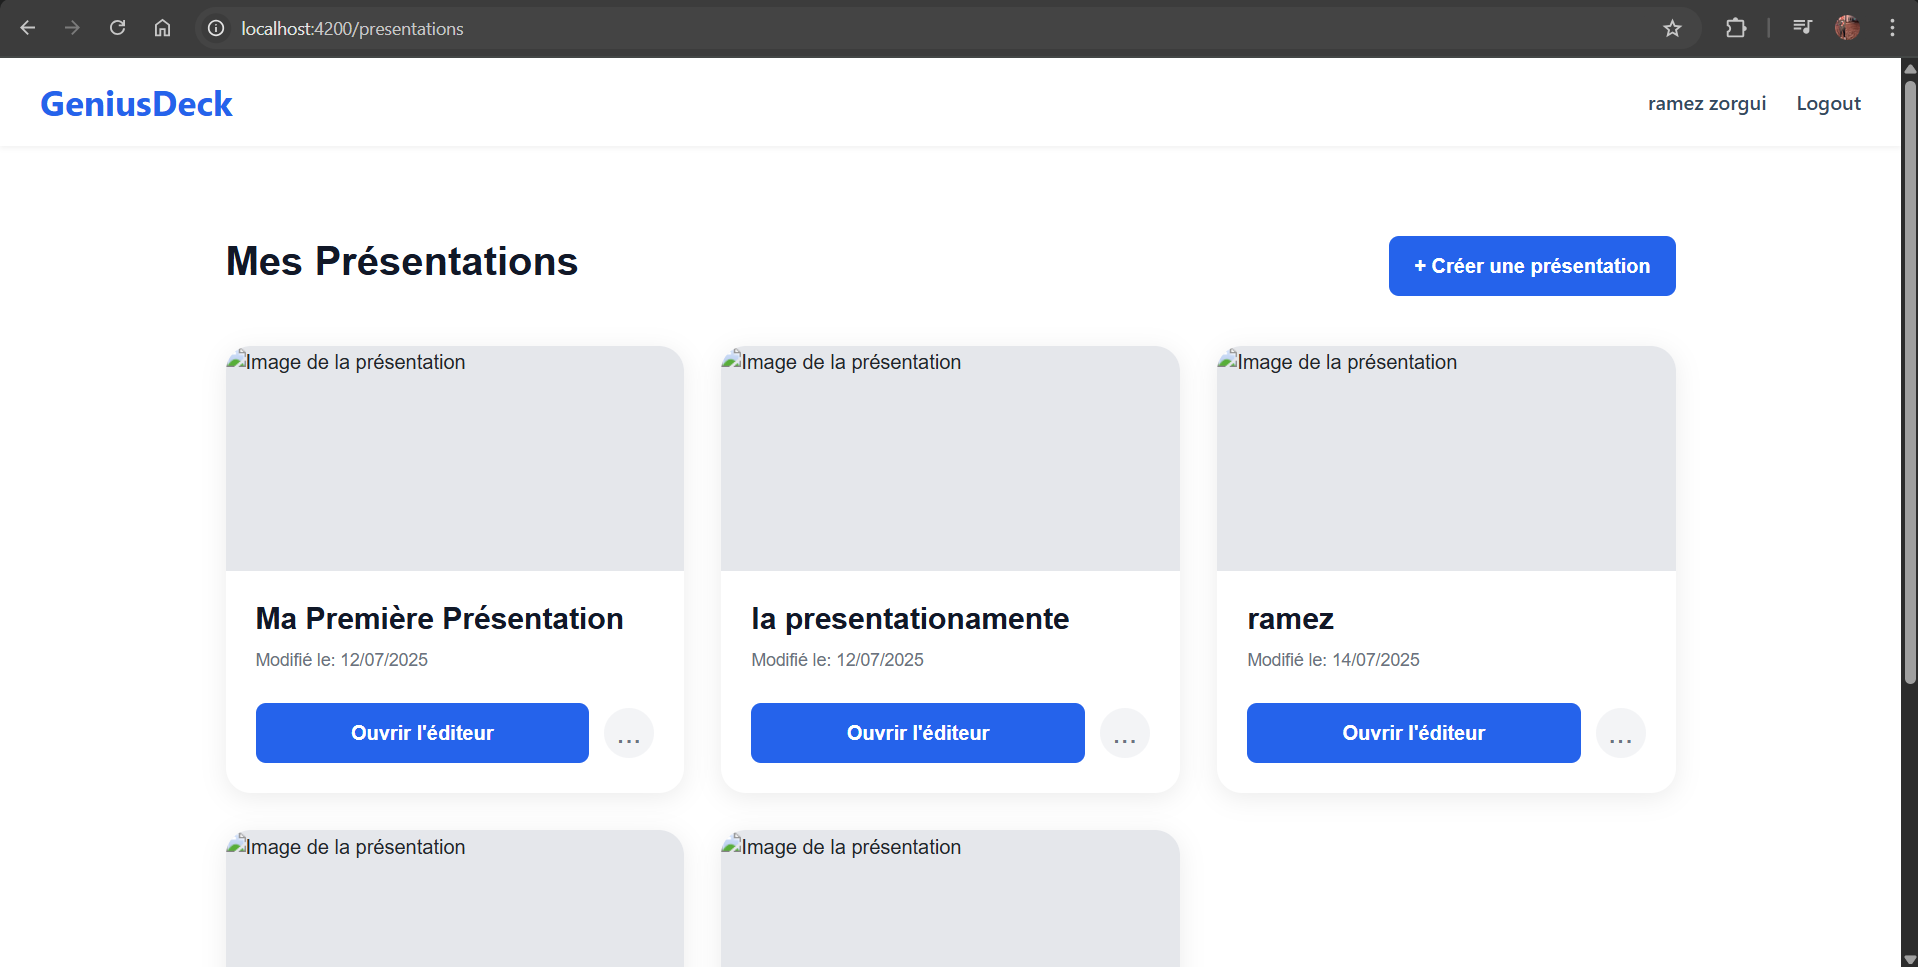 localhost:4200/presentations
GeniusDeck
ramez zorgui
Logout
Mes Présentations
+ Créer une présentation
Image de la présentation
Image de la présentation
Image de la présentation
Ma Première Présentation
la presentationamente
ramez
Modifié le: 12/07/2025
Modifié le: 12/07/2025
Modifié le: 14/07/2025
Ouvrir l'éditeur
...
Ouvrir l'éditeur
...
Ouvrir l'éditeur
...
Image de la présentation
Image de la présentation